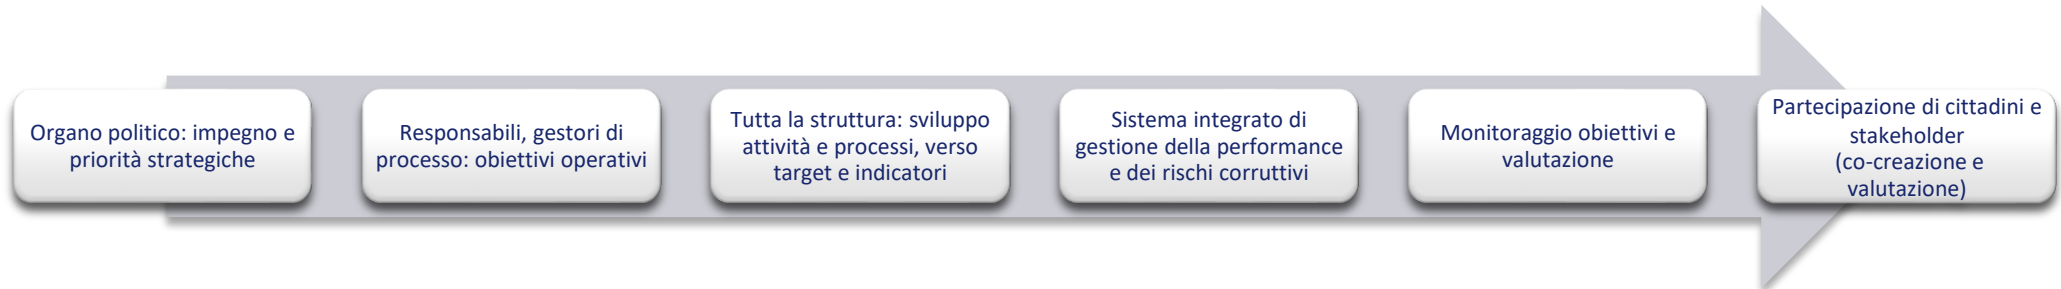 Organo politico: impegno e
priorità strategiche
Responsabili, gestori di
processo: obiettivi operativi
Tutta la struttura: sviluppo
attività e processi, verso
target e indicatori
Sistema integrato di
gestione della performance
e dei rischi corruttivi
Monitoraggio obiettivi e
valutazione
Partecipazione di cittadini e
stakeholder
(co-creazione e
valutazione)